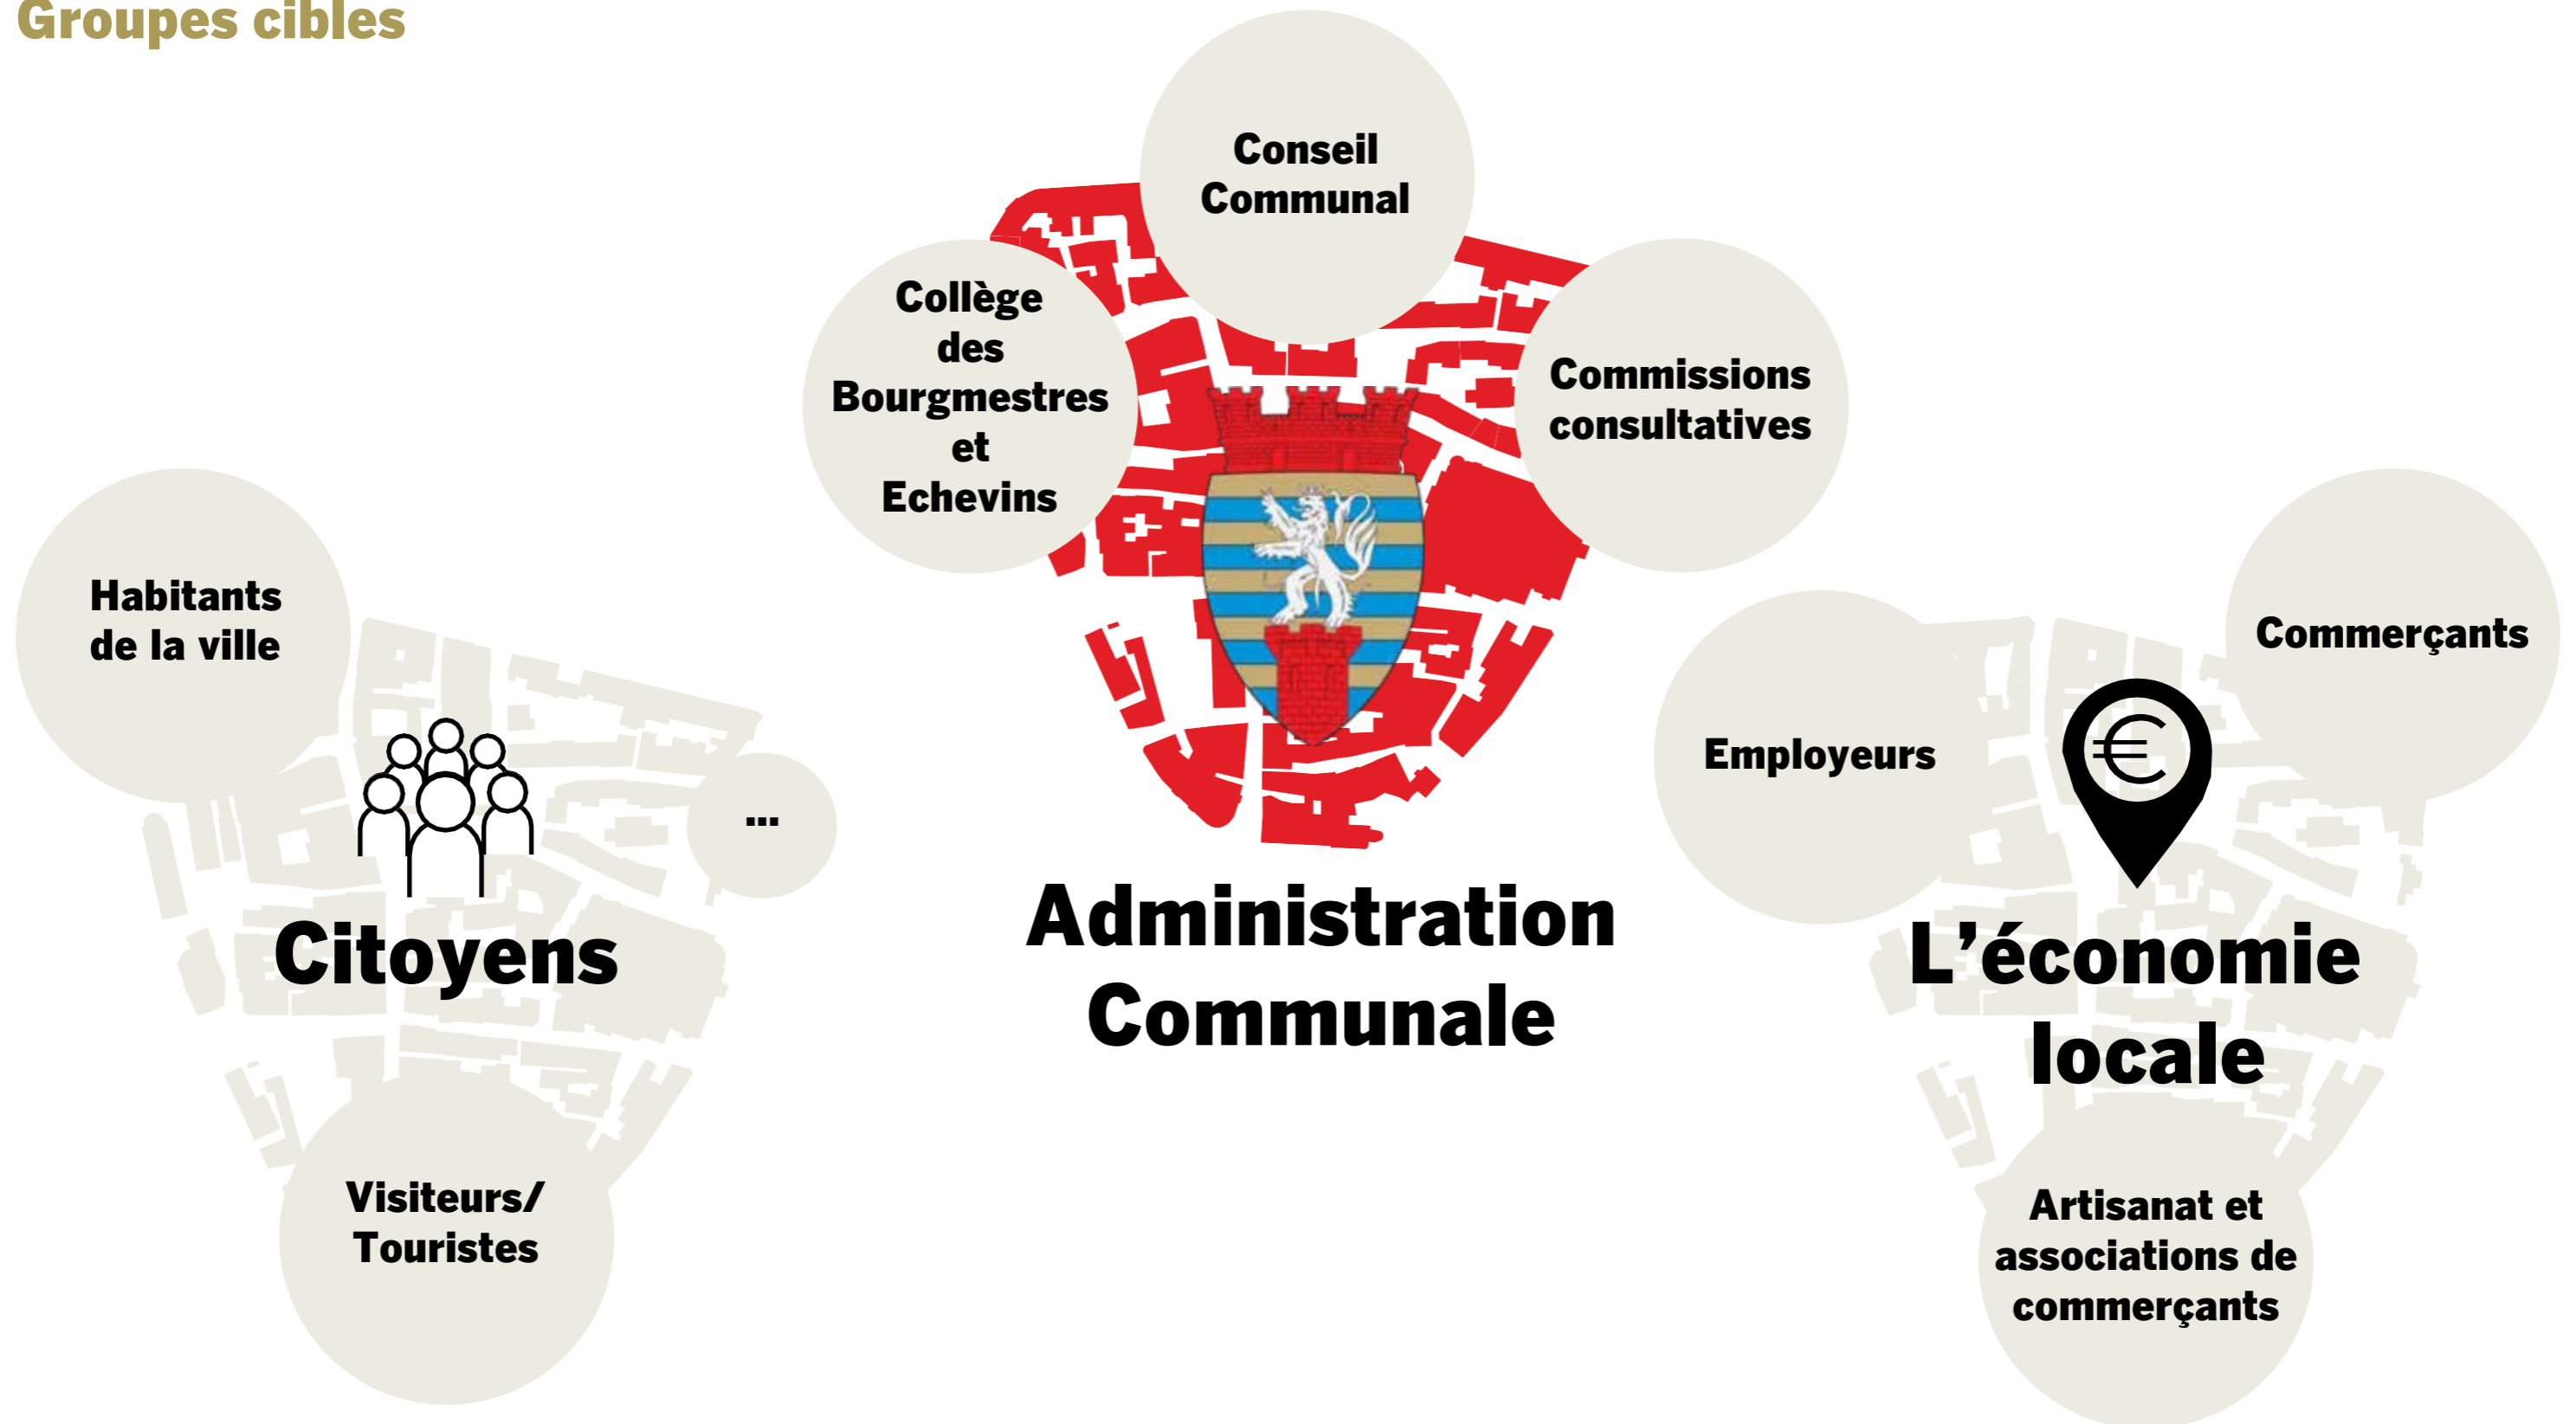 Groupes cibles
Conseil
Communal
Collège
des
Bourgmestres
et
Echevins
Commissions
consultatives
Administration
Communale
Habitants
de la ville
...
Citoyens
Visiteurs/
Touristes
Employeurs
Commerçants
€
L’économie
locale
Artisanat et
associations de
commerçants